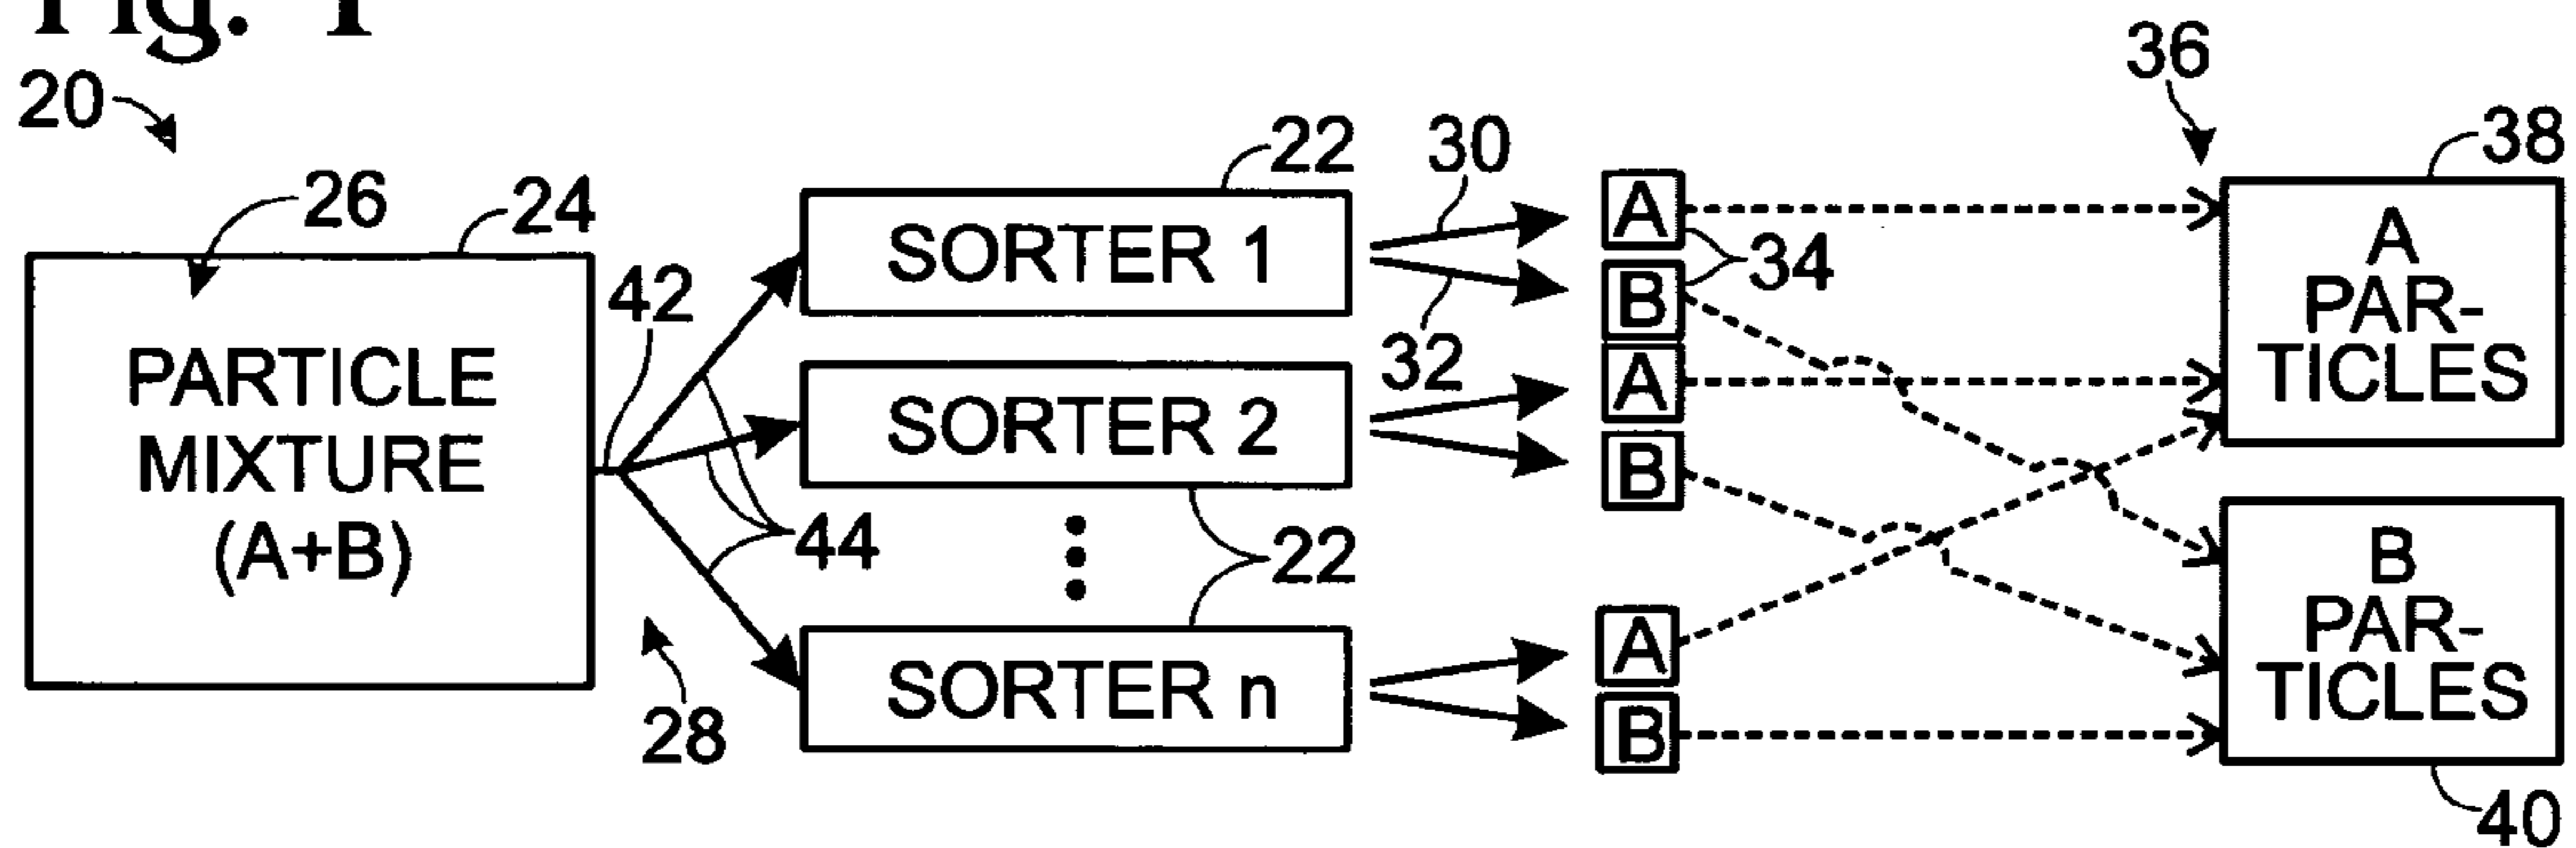 Fig. 1
20
36
38
22
30
26
24
SORTER 1
A
34
A
PAR-
TICLES
42
B
32
PARTICLE
MIXTURE
(A+B)
SORTER 2
A
B
44
22
B
PAR-
TICLES
28
SORTER n
A
B
40